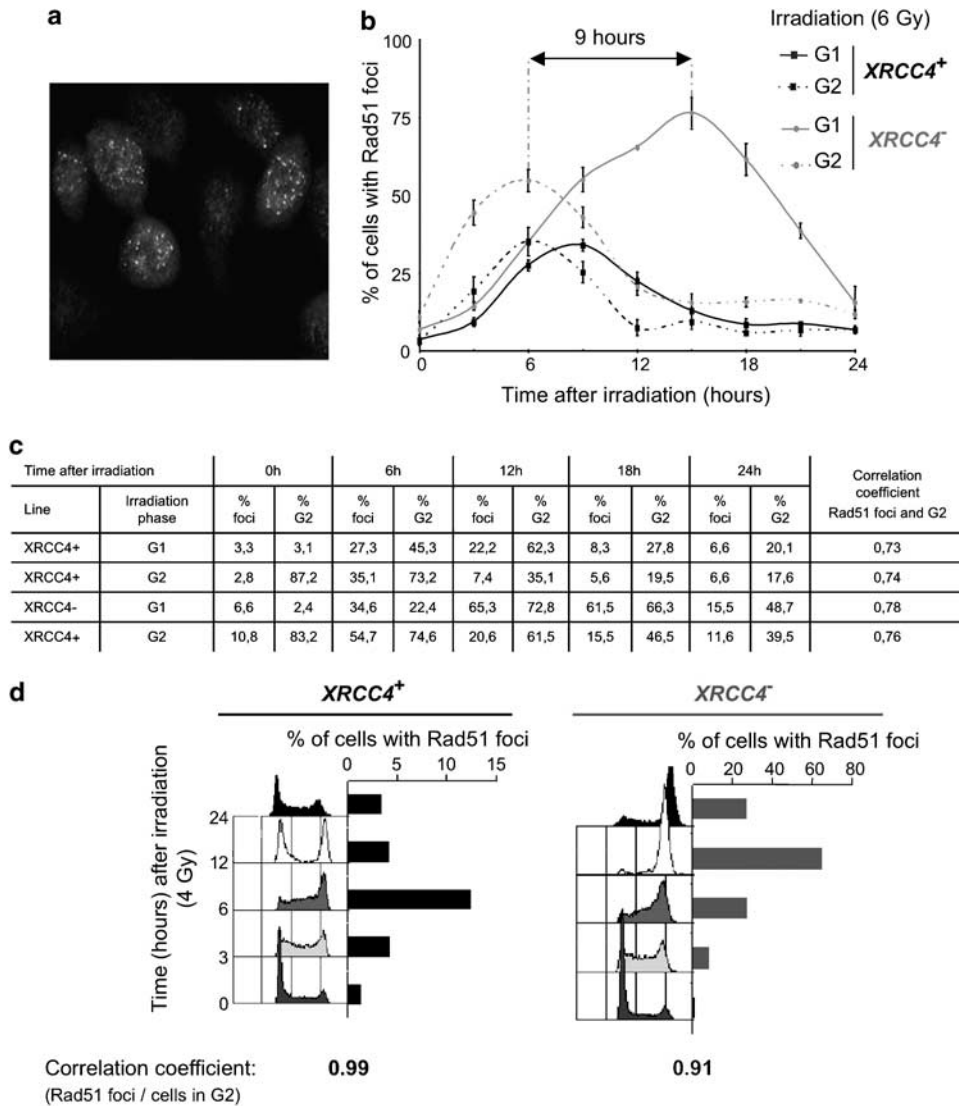 a
b
Irradiation (6 Gy)
G1
G2
XRCC4+
G1
G2
XRCC4-
9 hours
% of cells with Rad51 foci
100
75
50
25
0
0 6 12 18 24
Time after irradiation (hours)
c
Time after irradiation 0h 6h 12h 18h 24h Correlation coefficient Rad51 foci and G2
Line Irradiation phase % foci % G2 % foci % G2 % foci % G2 % foci % G2 % foci % G2
XRCC4+ G1 3,3 3,1 27,3 45,3 22,2 62,3 8,3 27,8 6,6 20,1 0,73
XRCC4+ G2 2,8 87,2 35,1 73,2 7,4 35,1 5,6 19,5 6,6 17,6 0,74
XRCC4- G1 6,6 2,4 34,6 22,4 65,3 72,8 61,5 66,3 15,5 48,7 0,78
XRCC4+ G2 10,8 83,2 54,7 74,6 20,6 61,5 15,5 46,5 11,6 39,5 0,76
d
XRCC4+
% of cells with Rad51 foci
0 5 10 15
Time (hours) after irradiation
(4 Gy)
24
12
6
3
0
XRCC4-
% of cells with Rad51 foci
0 20 40 60 80
Correlation coefficient: 0.99 0.91
(Rad51 foci / cells in G2)